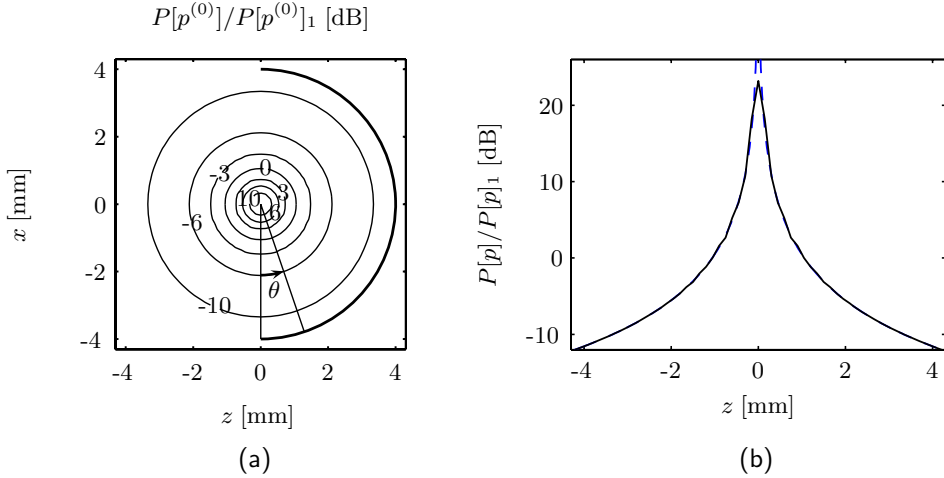 P[p^{(0)}]/P[p^{(0)}]_1 [dB]
4
2
0
-2
-4
x [mm]
0
-3
3
10
6
-6
θ
-10
-4 -2 0 2 4
z [mm]
(a)
20
10
0
-10
P[p]/P[p]_1 [dB]
-4 -2 0 2 4
z [mm]
(b)